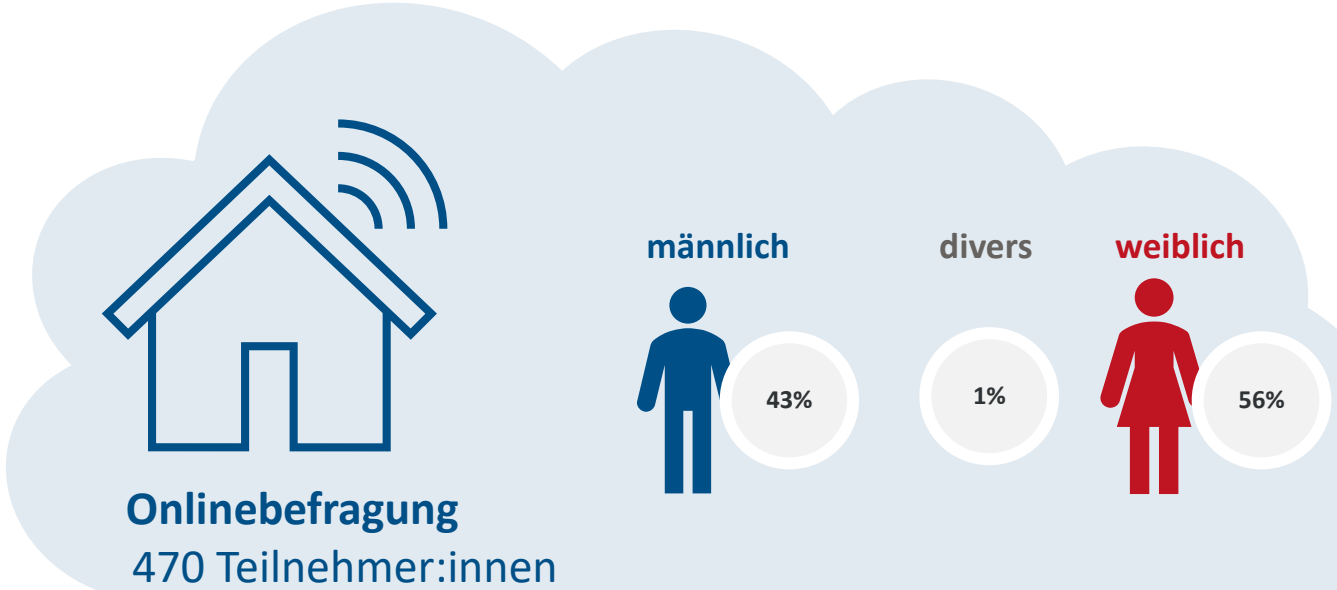 männlich
divers
weiblich
43%
1%
56%
Onlinebefragung
470 Teilnehmer:innen